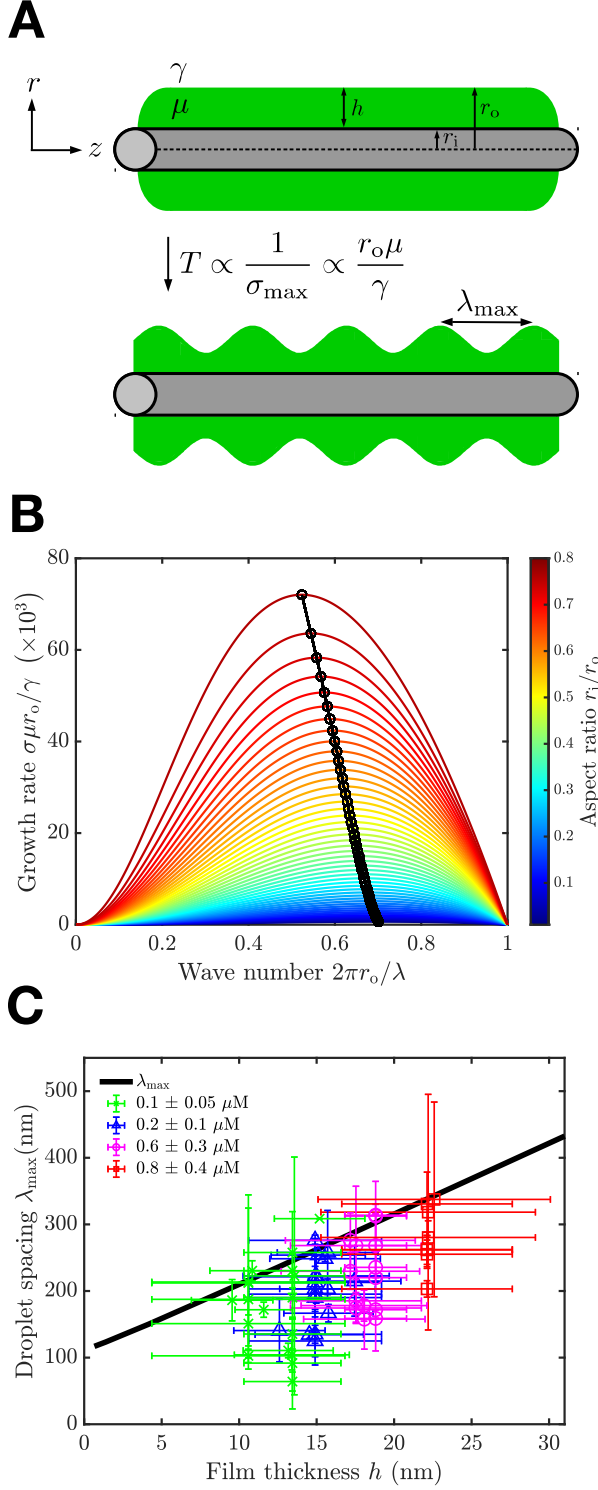 A
γ
r
μ
h
r_o
z
r_i
T ∝ 1/σ_max ∝ r_o μ/γ
λ_max
B
80
60
40
20
0
0
0.2
0.4
0.6
0.8
1
Growth rate σμr_o/γ (×10³)
Wave number 2πr_o/λ
0.8
0.7
0.6
0.5
0.4
0.3
0.2
0.1
Aspect ratio r_i/r_o
C
500
400
300
200
100
0
0
5
10
15
20
25
30
Droplet spacing λ_max(nm)
Film thickness h (nm)
λ_max
0.1 ± 0.05 μM
0.2 ± 0.1 μM
0.6 ± 0.3 μM
0.8 ± 0.4 μM